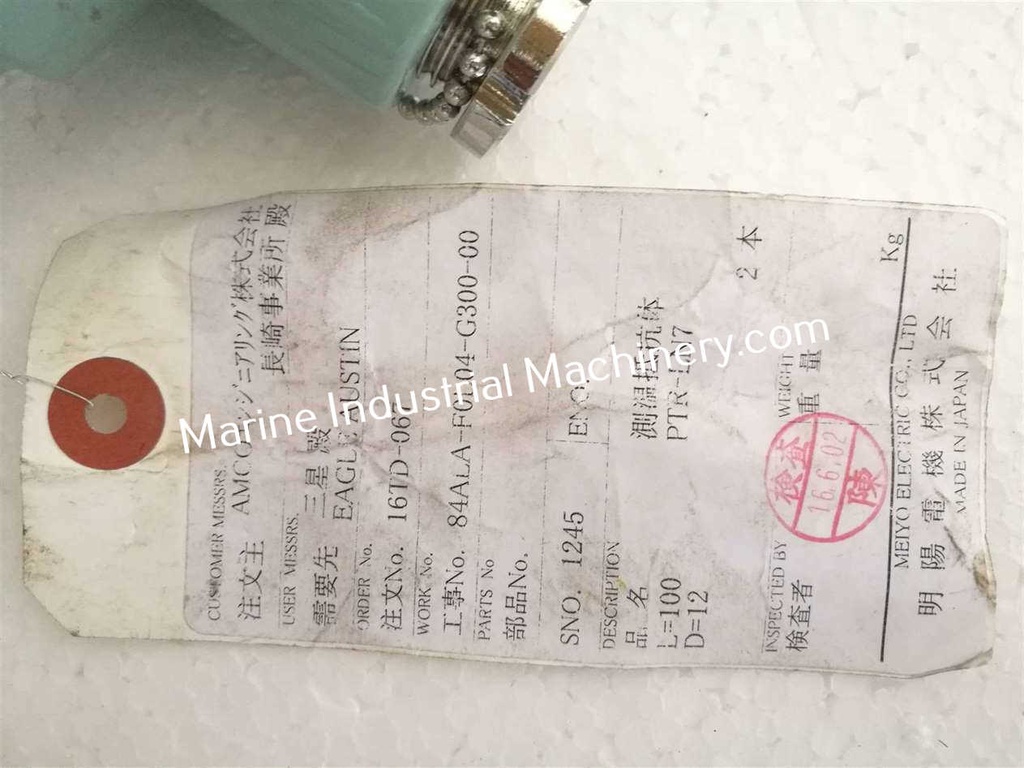 CUSTOMER MESSRS.
注文主 AMCO エンジニアリング株式会社
長崎事業所 殿
USER MESSRS
需要先 三星 殿
EAGLE AUSTIN
ORDER No.
注文No. 16TD-067
WORK No.
工事No. 84ALA-F0104-G300-00
PARTS No
部品No.
SNO. 1245
DESCRIPTION
品 名 測温抵抗体
L=100 PTR-
D=12
2 本
INSPECTED BY WEIGHT
検査者 重量 Kg
検査
16.6.02
陳
MEIYO ELECTRIC CO., LTD
明陽電機株式会社
MADE IN JAPAN
Marine Industrial Machinery.com